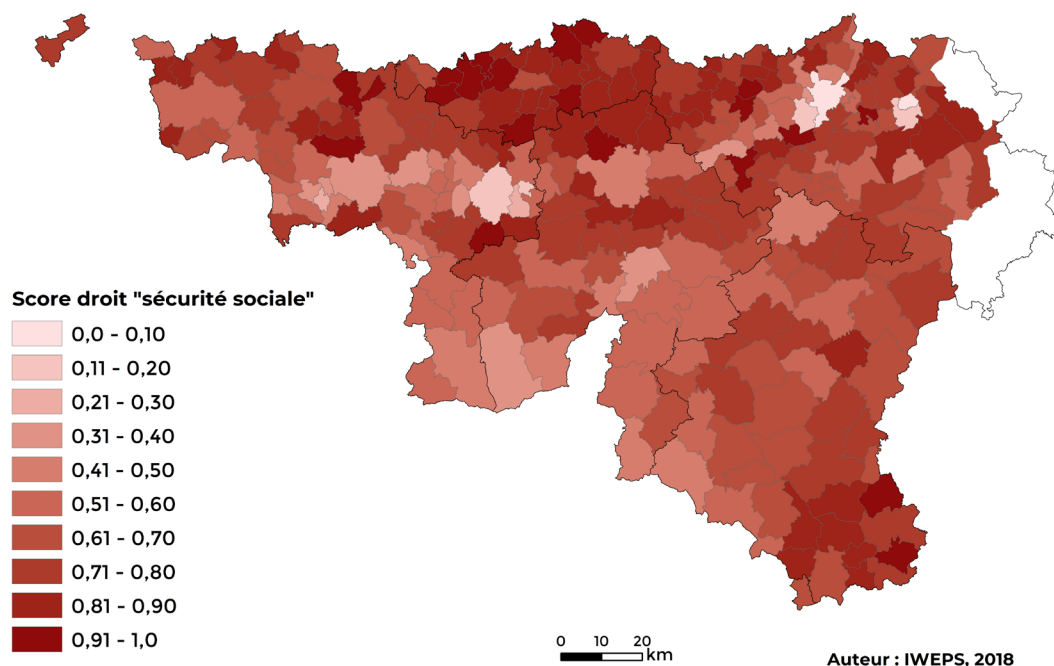 Score droit "sécurité sociale"
0,0 - 0,10
0,11 - 0,20
0,21 - 0,30
0,31 - 0,40
0,41 - 0,50
0,51 - 0,60
0,61 - 0,70
0,71 - 0,80
0,81 - 0,90
0,91 - 1,0
0 10 20
km
Auteur : IWEPS, 2018